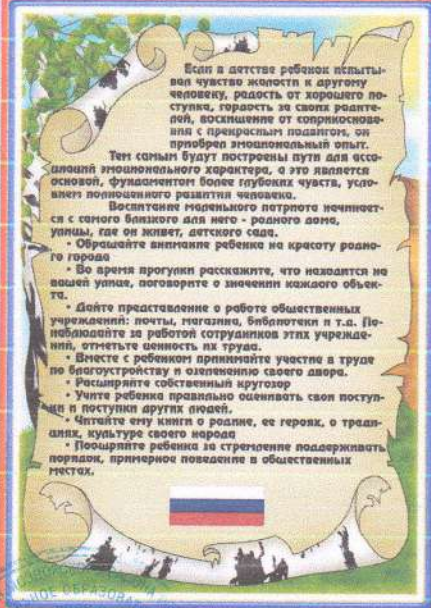 Если в детстве ребенок испыты-
вал чувство жалости к другому
человеку, радость от хорошего по-
ступка, гордость за своих родите-
лей, восхищение от соприкоснове-
ния с прекрасным подвигом, он
приобрел эмоциональный опыт.
Тем самым будут построены пути для ассо-
циаций эмоционального характера, а это является
основой, фундаментом более глубоких чувств, усло-
вием полноценного развития человека.
Воспитание маленького патриота начинает-
ся с самого близкого для него - родного дома,
улицы, где он живет, детского сада.
• Обращайте внимание ребенка на красоту родно-
го города
• Во время прогулки расскажите, что находится на
вашей улице, поговорите о значении каждого объек-
та.
• Дайте представление о работе общественных
учреждений: почты, магазина, библиотеки и т.д. По-
наблюдайте за работой сотрудников этих учрежде-
ний, отметьте ценность их труда.
• Вместе с ребенком принимайте участие в труде
по благоустройству и озеленению своего двора.
• Расширяйте собственный кругозор
• Учите ребенка правильно оценивать свои поступ-
ки и поступки других людей.
• Читайте ему книги о родине, ее героях, о тради-
циях, культуре своего народа
• Поощряйте ребенка за стремление поддерживать
порядок, примерное поведение в общественных
местах.